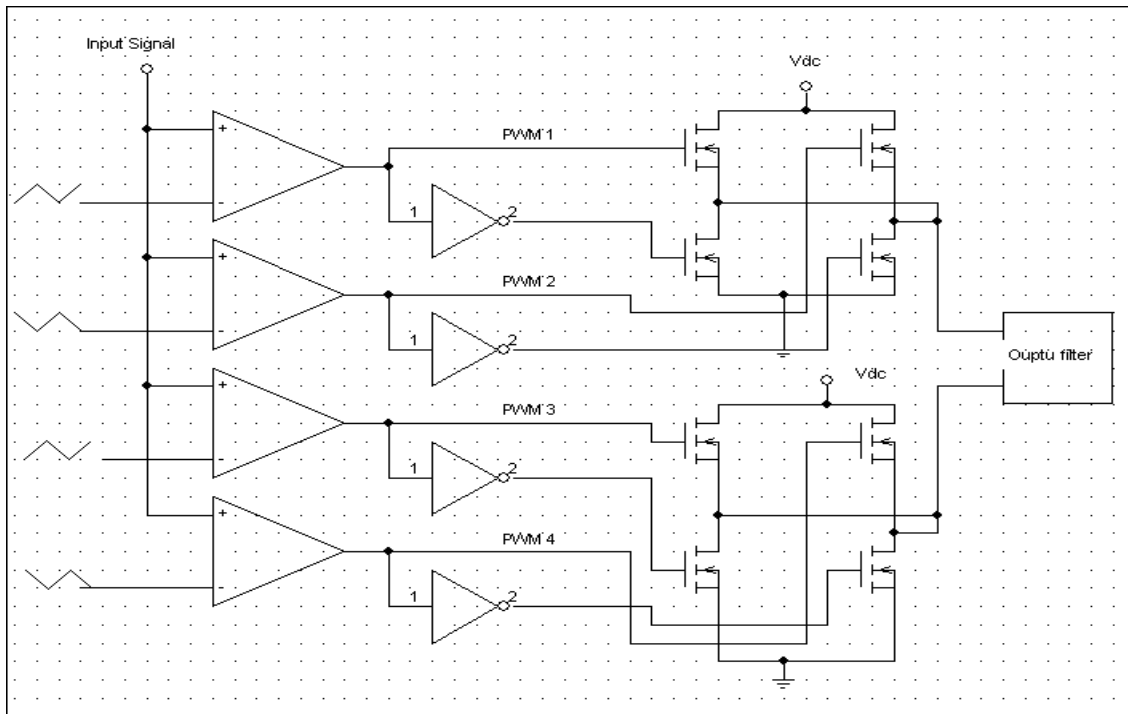 Input Signal
Vdc
+
PWM 1
-
1
2
+
PWM 2
-
1
2
Ouptu filter
+
Vdc
PWM 3
-
1
2
+
PWM 4
-
1
2